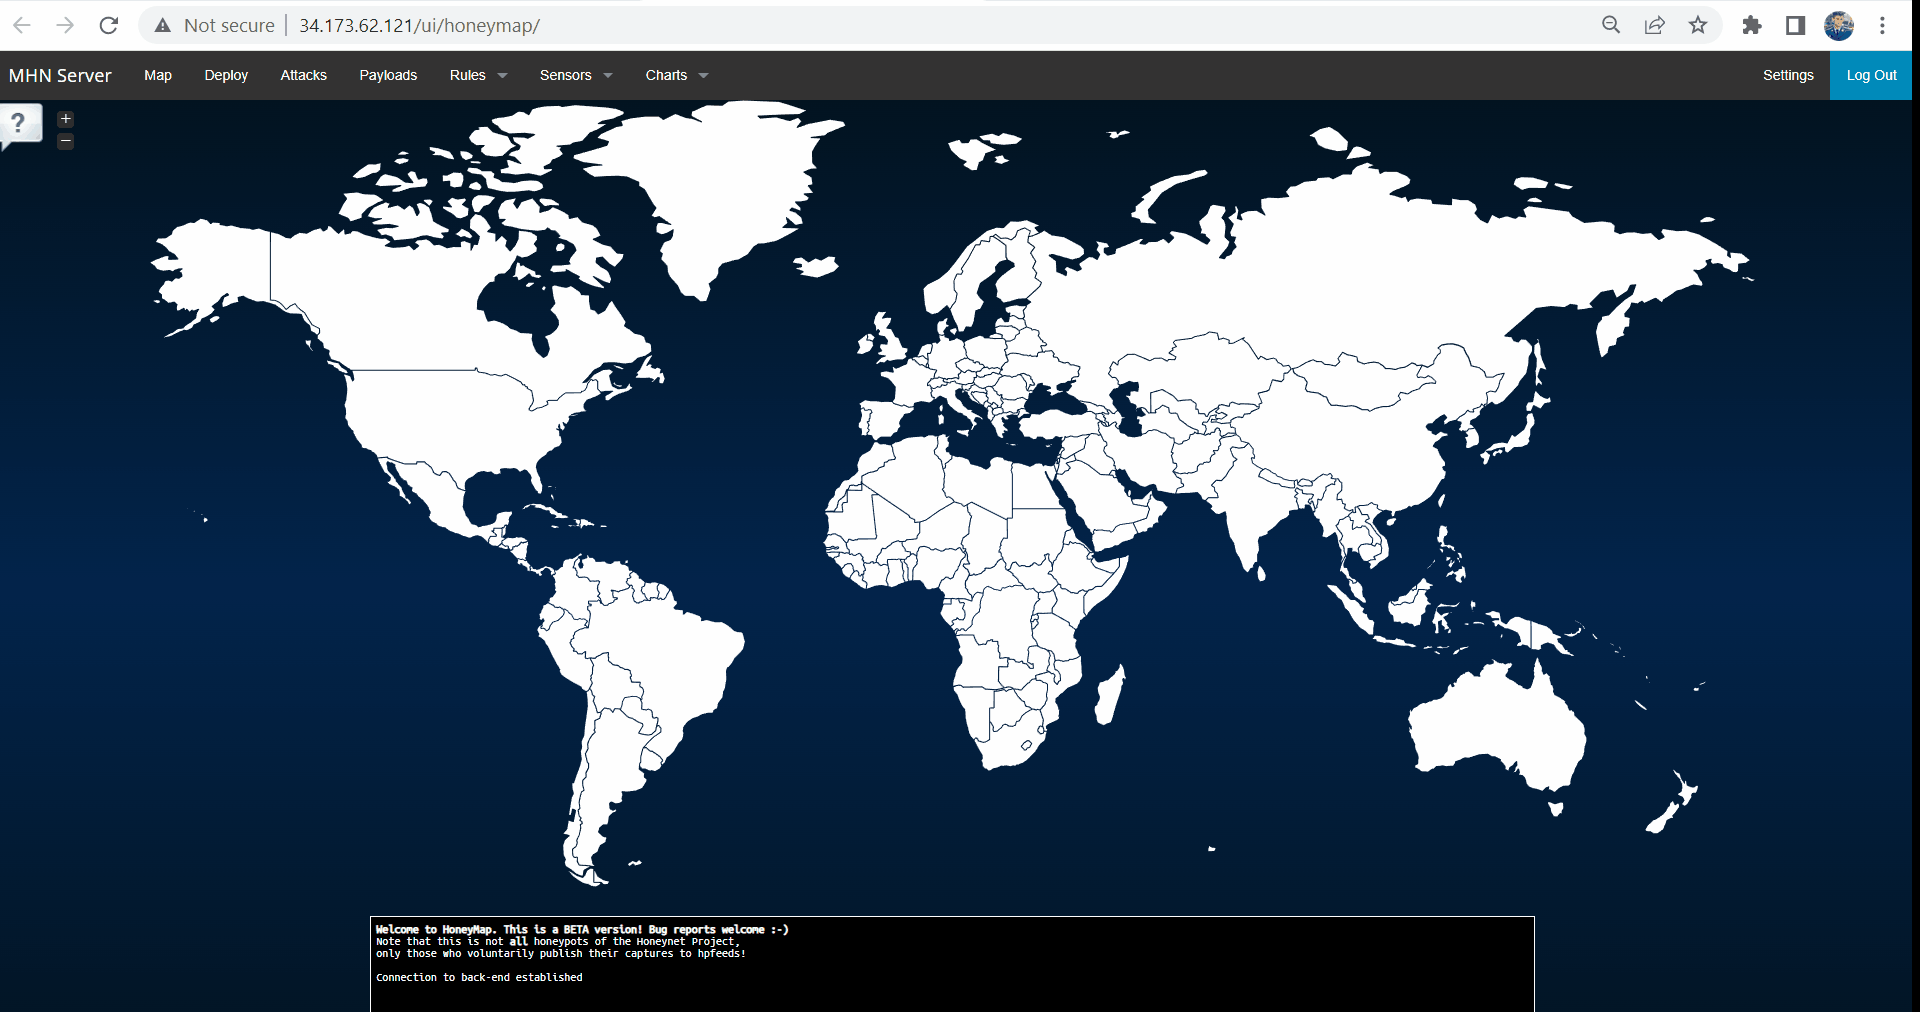 Not secure 34.173.62.121/ui/honeymap/
MHN Server Map Deploy Attacks Payloads Rules Sensors Charts Settings Log Out
?
+
−
Welcome to HoneyMap. This is a BETA version! Bug reports welcome :-)
Note that this is not all honeypots of the Honeynet Project,
only those who voluntarily publish their captures to hpfeeds!
Connection to back-end established